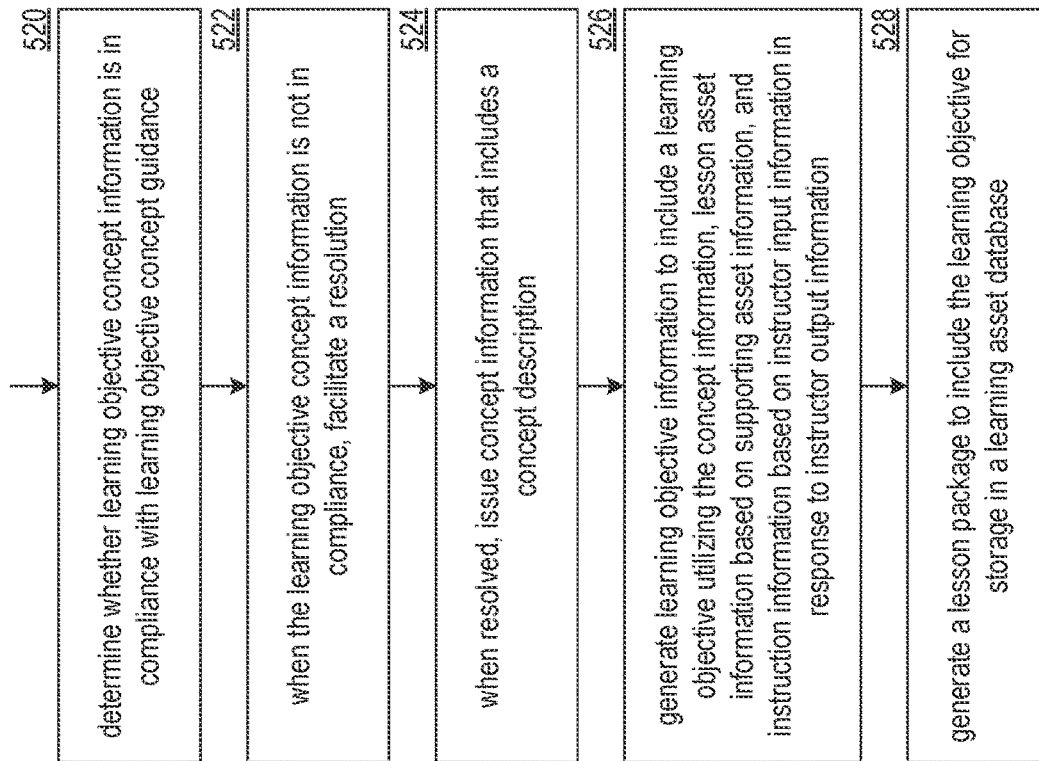 520
determine whether learning objective concept information is in
compliance with learning objective concept guidance
522
when the learning objective concept information is not in
compliance, facilitate a resolution
524
when resolved, issue concept information that includes a
concept description
526
generate learning objective information to include a learning
objective utilizing the concept information, lesson asset
information based on supporting asset information, and
instruction information based on instructor input information in
response to instructor output information
528
generate a lesson package to include the learning objective for
storage in a learning asset database